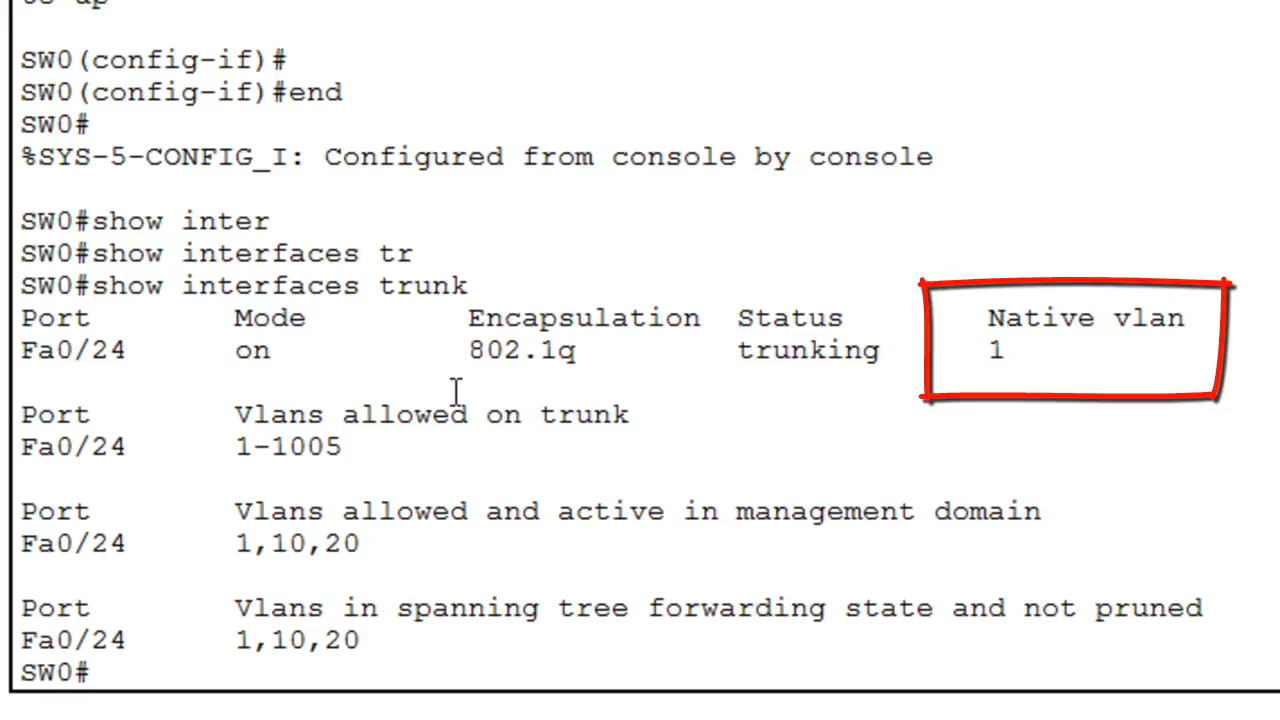 SW0(config-if)#
SW0(config-if)#end
SW0#
%SYS-5-CONFIG_I: Configured from console by console
SW0#show inter
SW0#show interfaces tr
SW0#show interfaces trunk
Port Mode Encapsulation Status Native vlan
Fa0/24 on 802.1q trunking 1
Port Vlans allowed on trunk
Fa0/24 1-1005
Port Vlans allowed and active in management domain
Fa0/24 1,10,20
Port Vlans in spanning tree forwarding state and not pruned
Fa0/24 1,10,20
SW0#